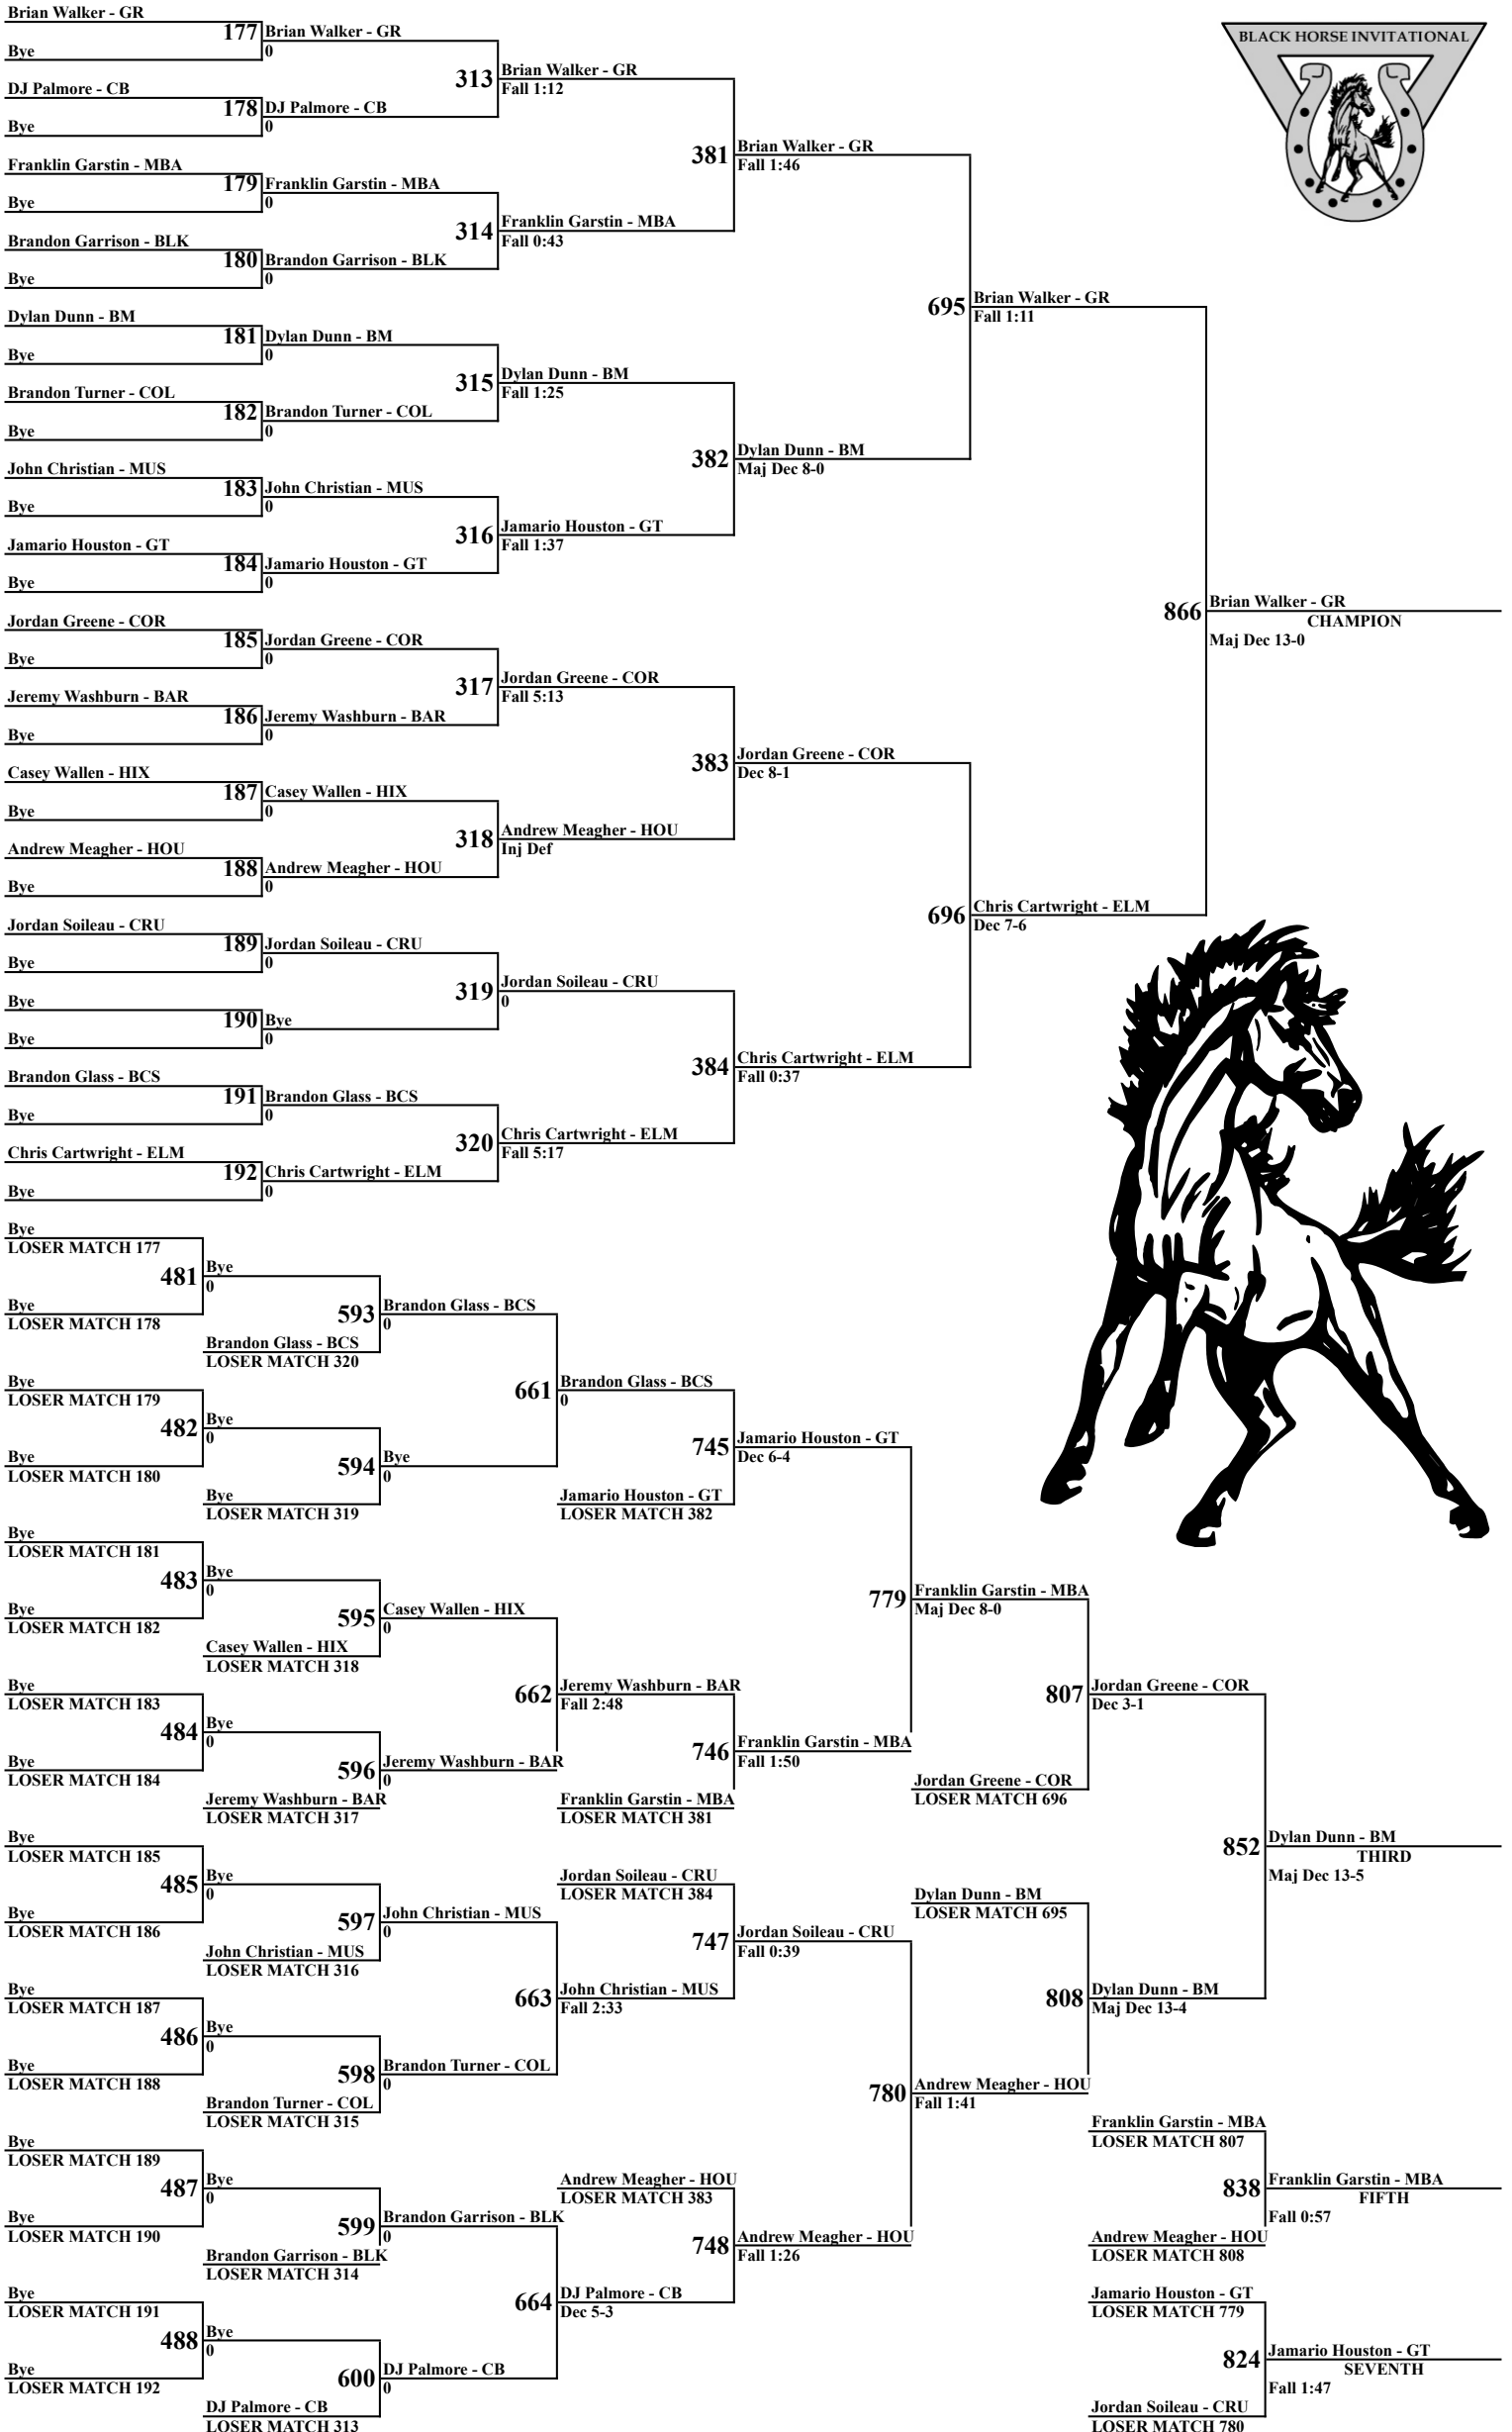 Brian Walker - GR
177
Bye
Brian Walker - GR
0
DJ Palmore - CB
178
Bye
DJ Palmore - CB
0
313
Brian Walker - GR
Fall 1:12
Franklin Garstin - MBA
179
Bye
Franklin Garstin - MBA
0
Brandon Garrison - BLK
180
Bye
Brandon Garrison - BLK
0
314
Franklin Garstin - MBA
Fall 0:43
381
Brian Walker - GR
Fall 1:46
Dylan Dunn - BM
181
Bye
Dylan Dunn - BM
0
Brandon Turner - COL
182
Bye
Brandon Turner - COL
0
315
Dylan Dunn - BM
Fall 1:25
John Christian - MUS
183
Bye
John Christian - MUS
0
Jamario Houston - GT
184
Bye
Jamario Houston - GT
0
316
Jamario Houston - GT
Fall 1:37
382
Dylan Dunn - BM
Maj Dec 8-0
695
Brian Walker - GR
Fall 1:11
Jordan Greene - COR
185
Bye
Jordan Greene - COR
0
Jeremy Washburn - BAR
186
Bye
Jeremy Washburn - BAR
0
317
Jordan Greene - COR
Fall 5:13
Casey Wallen - HIX
187
Bye
Casey Wallen - HIX
0
Andrew Meagher - HOU
188
Bye
Andrew Meagher - HOU
0
318
Andrew Meagher - HOU
Inj Def
383
Jordan Greene - COR
Dec 8-1
Jordan Soileau - CRU
189
Bye
Jordan Soileau - CRU
0
Bye
190
Bye
Bye
0
319
Jordan Soileau - CRU
0
Brandon Glass - BCS
191
Bye
Brandon Glass - BCS
0
Chris Cartwright - ELM
192
Bye
Chris Cartwright - ELM
0
320
Chris Cartwright - ELM
Fall 5:17
384
Chris Cartwright - ELM
Fall 0:37
696
Chris Cartwright - ELM
Dec 7-6
866
Brian Walker - GR
CHAMPION
Maj Dec 13-0
BLACK HORSE INVITATIONAL
Bye
LOSER MATCH 177
481
Bye
LOSER MATCH 178
Bye
0
593
Brandon Glass - BCS
LOSER MATCH 320
Brandon Glass - BCS
0
Bye
LOSER MATCH 179
482
Bye
LOSER MATCH 180
Bye
0
594
Bye
LOSER MATCH 319
Bye
0
661
Brandon Glass - BCS
0
745
Jamario Houston - GT
LOSER MATCH 382
Jamario Houston - GT
Dec 6-4
Bye
LOSER MATCH 181
483
Bye
LOSER MATCH 182
Bye
0
595
Casey Wallen - HIX
LOSER MATCH 318
Casey Wallen - HIX
0
Bye
LOSER MATCH 183
484
Bye
LOSER MATCH 184
Bye
0
596
Jeremy Washburn - BAR
LOSER MATCH 317
Jeremy Washburn - BAR
0
662
Jeremy Washburn - BAR
Fall 2:48
746
Franklin Garstin - MBA
LOSER MATCH 381
Franklin Garstin - MBA
Fall 1:50
779
Franklin Garstin - MBA
Maj Dec 8-0
807
Jordan Greene - COR
LOSER MATCH 696
Jordan Greene - COR
Dec 3-1
Bye
LOSER MATCH 185
485
Bye
LOSER MATCH 186
Bye
0
597
John Christian - MUS
LOSER MATCH 316
John Christian - MUS
0
Bye
LOSER MATCH 187
486
Bye
LOSER MATCH 188
Bye
0
598
Brandon Turner - COL
LOSER MATCH 315
Brandon Turner - COL
0
663
John Christian - MUS
Fall 2:33
Jordan Soileau - CRU
LOSER MATCH 384
747
Jordan Soileau - CRU
Fall 0:39
Bye
LOSER MATCH 189
487
Bye
LOSER MATCH 190
Bye
0
599
Brandon Garrison - BLK
LOSER MATCH 314
Brandon Garrison - BLK
0
Bye
LOSER MATCH 191
488
Bye
LOSER MATCH 192
Bye
0
600
DJ Palmore - CB
LOSER MATCH 313
DJ Palmore - CB
0
664
DJ Palmore - CB
Dec 5-3
Andrew Meagher - HOU
LOSER MATCH 383
748
Andrew Meagher - HOU
Fall 1:26
780
Andrew Meagher - HOU
Fall 1:41
Dylan Dunn - BM
LOSER MATCH 695
808
Dylan Dunn - BM
Maj Dec 13-4
852
Dylan Dunn - BM
THIRD
Maj Dec 13-5
Franklin Garstin - MBA
LOSER MATCH 807
838
Andrew Meagher - HOU
LOSER MATCH 808
Franklin Garstin - MBA
FIFTH
Fall 0:57
Jamario Houston - GT
LOSER MATCH 779
824
Jordan Soileau - CRU
LOSER MATCH 780
Jamario Houston - GT
SEVENTH
Fall 1:47